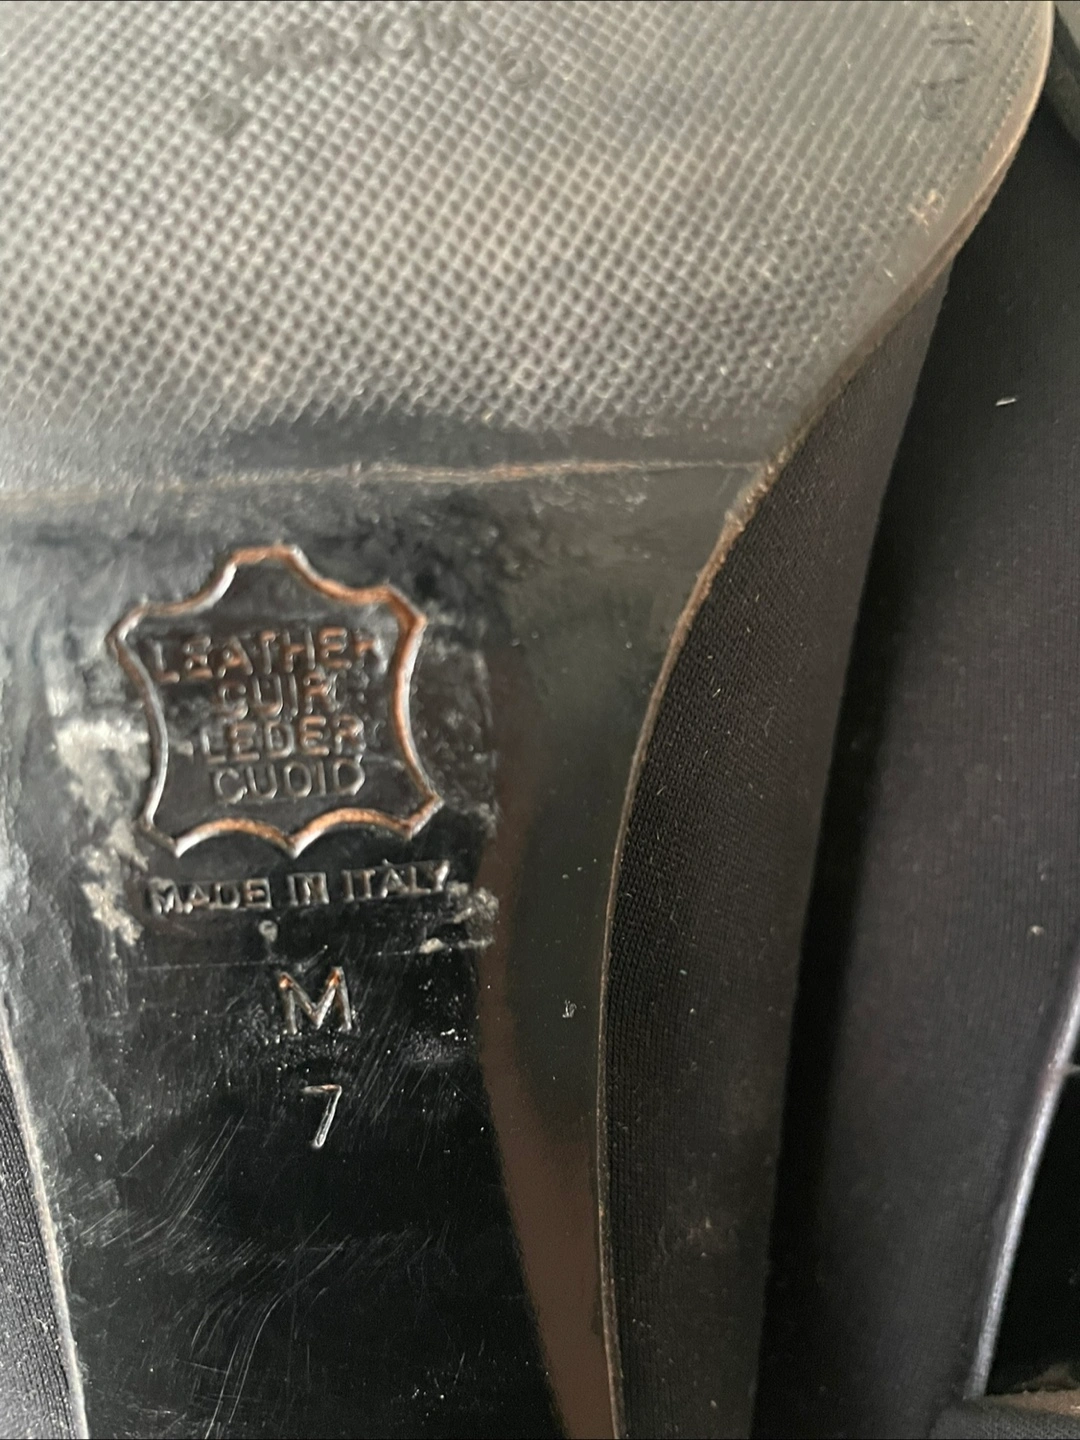 LEATHER
CUIR
LEDER
CUOIO
MADE IN ITALY
M
7